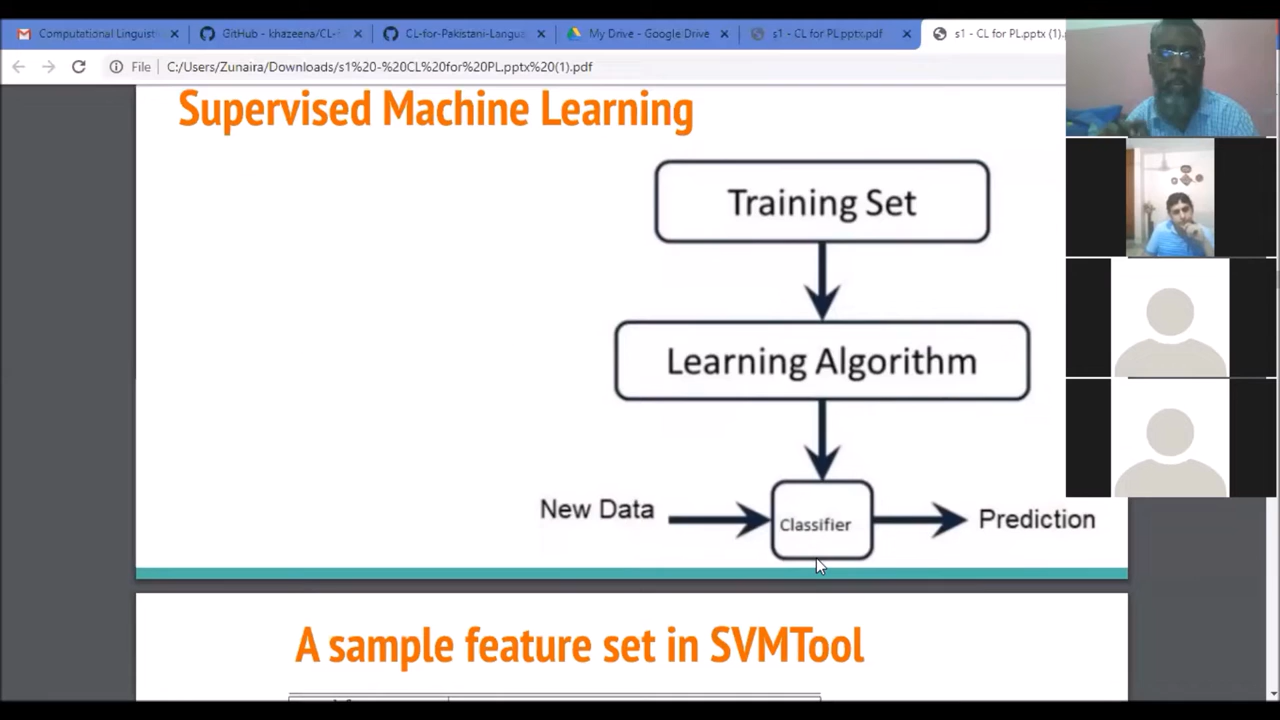 Computational Linguist
GitHub - khazeena/CL-
CL-for-Pakistani-Langu
My Drive - Google Drive
s1 - CL for PL.pptx.pdf
s1 - CL for PL.pptx (1).
File
C:/Users/Zunaira/Downloads/s1%20-%20CL%20for%20PL.pptx%20(1).pdf
Supervised Machine Learning
Training Set
Learning Algorithm
New Data
Classifier
Prediction
A sample feature set in SVMTool